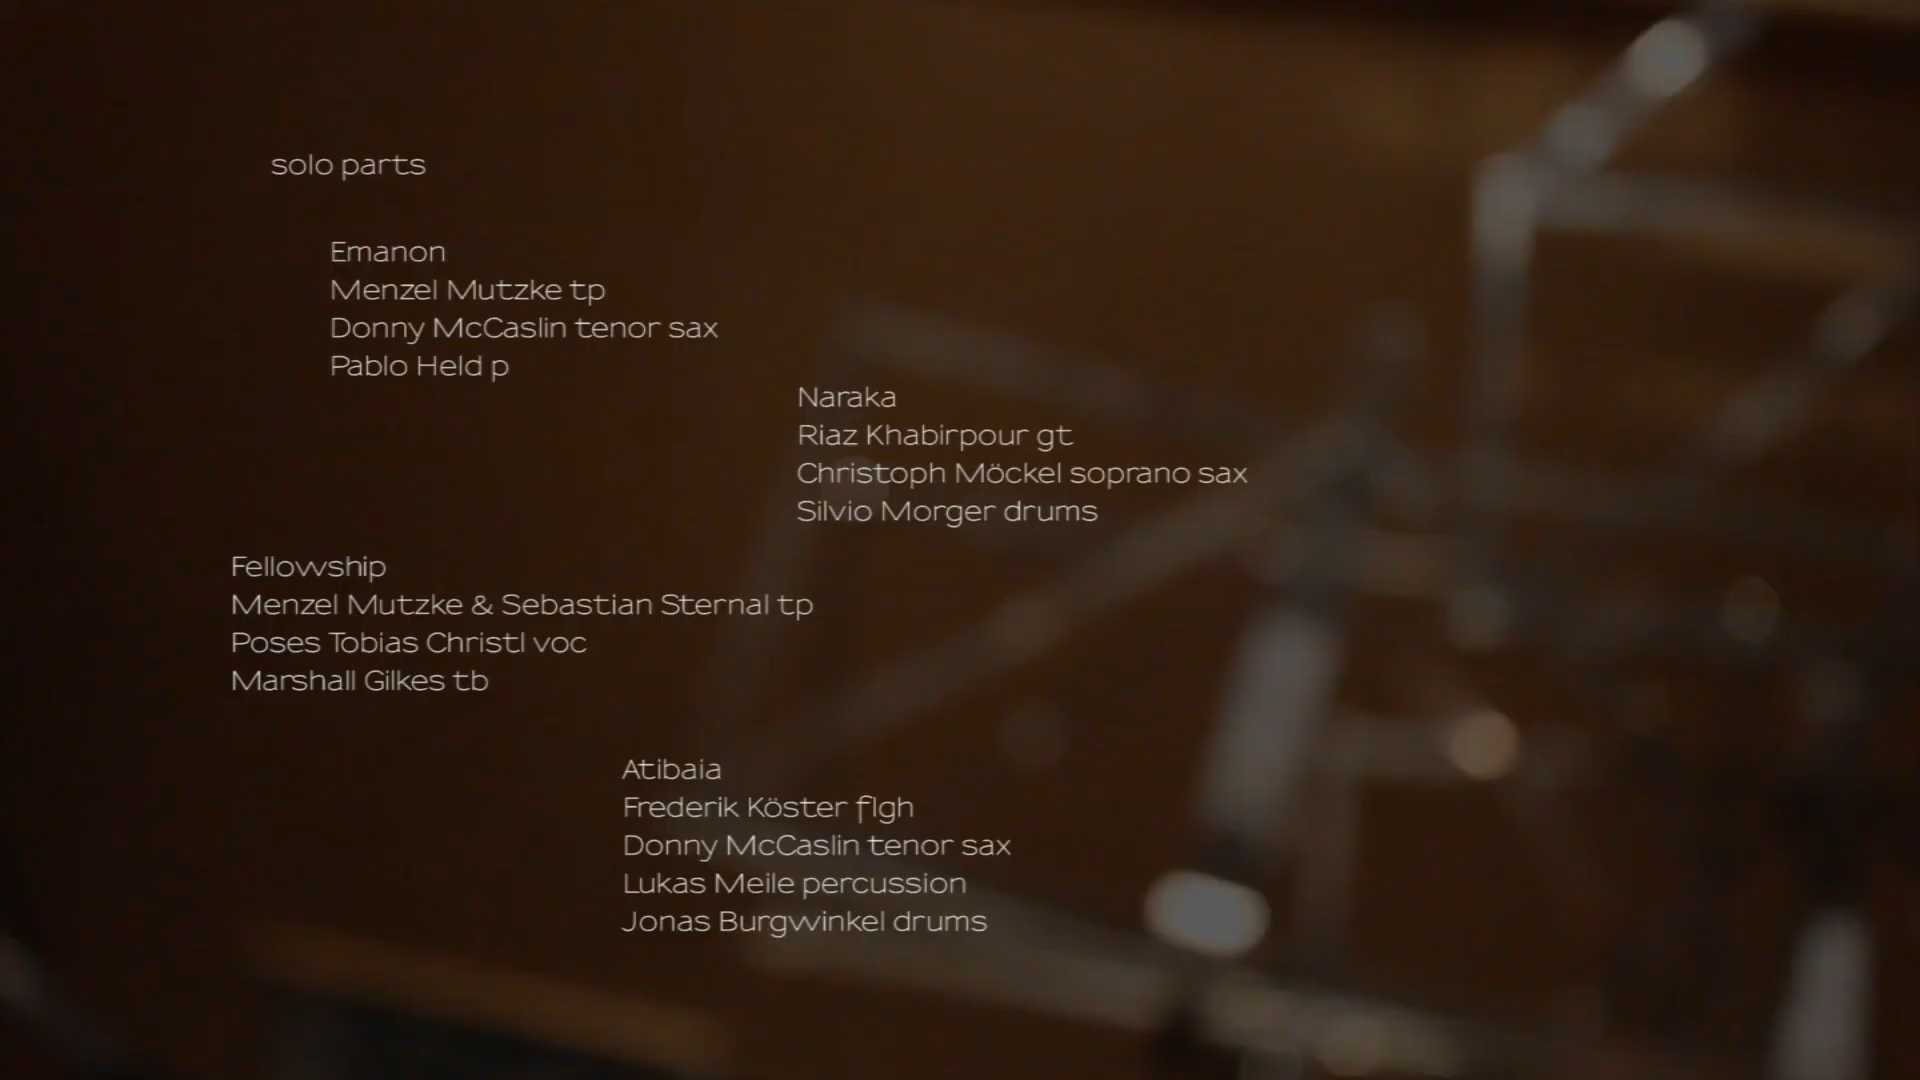 solo parts
Emanon
Menzel Mutzke tp
Donny McCaslin tenor sax
Pablo Held p
Naraka
Riaz Khabirpour gt
Christoph Möckel soprano sax
Silvio Morger drums
Fellowship
Menzel Mutzke & Sebastian Sternal tp
Poses Tobias Christl voc
Marshall Gilkes tb
Atibaia
Frederik Köster flgh
Donny McCaslin tenor sax
Lukas Meile percussion
Jonas Burgwinkel drums